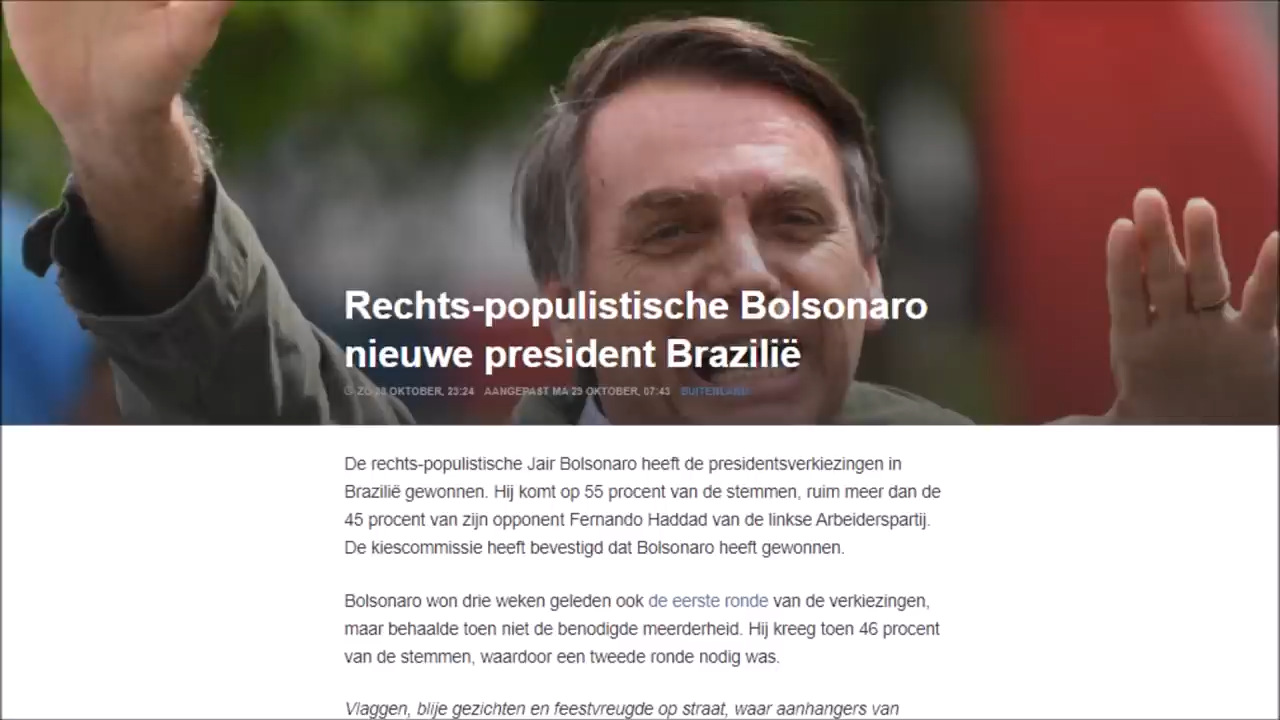 Rechts-populistische Bolsonaro
nieuwe president Brazilië
ZO 28 OKTOBER, 23:24 AANGEPAST MA 29 OKTOBER, 07:43 BUITENLAND
De rechts-populistische Jair Bolsonaro heeft de presidentsverkiezingen in
Brazilië gewonnen. Hij komt op 55 procent van de stemmen, ruim meer dan de
45 procent van zijn opponent Fernando Haddad van de linkse Arbeiderspartij.
De kiescommissie heeft bevestigd dat Bolsonaro heeft gewonnen.
Bolsonaro won drie weken geleden ook de eerste ronde van de verkiezingen,
maar behaalde toen niet de benodigde meerderheid. Hij kreeg toen 46 procent
van de stemmen, waardoor een tweede ronde nodig was.
Vlaggen, blije gezichten en feestvreugde op straat, waar aanhangers van